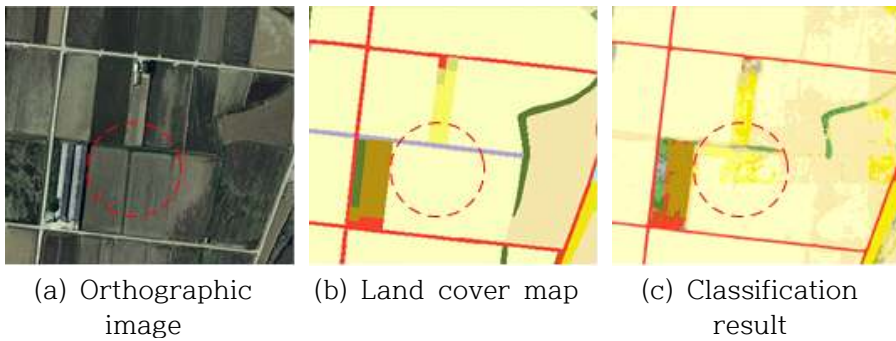 (a) Orthographic
image
(b) Land cover map
(c) Classification
result